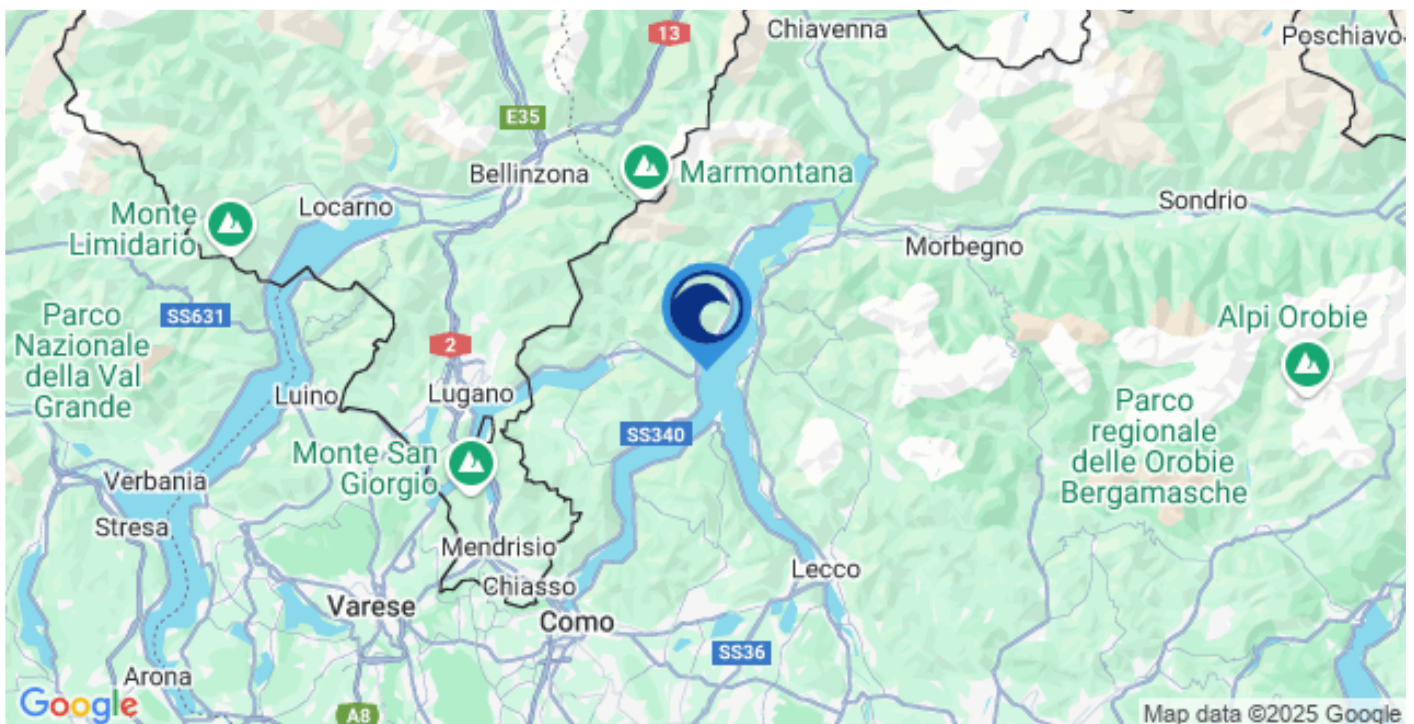 13
Chiavenna
Poschiavo
E35
Bellinzona
Marmontana
Sondrio
Locarno
Monte
Limidario
Morbegno
SS631
Parco
Nazionale
della Val
Grande
2
Alpi Orobie
Luino
Lugano
Parco
regionale
delle Orobie
Bergamasche
SS340
Monte San
Giorgio
Verbania
Stresa
Mendrisio
Chiasso
Lecco
Varese
Como
SS36
Arona
Google
A8
Map data ©2025 Google